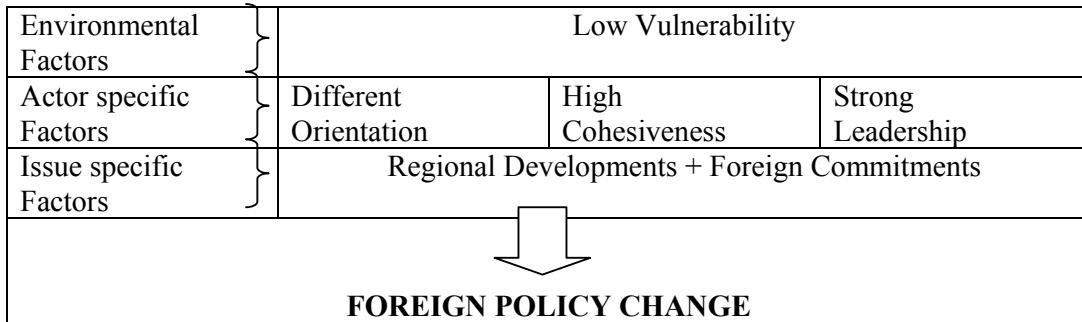 Environmental
Factors
Low Vulnerability
Actor specific
Factors
Different
Orientation
High
Cohesiveness
Strong
Leadership
Issue specific
Factors
Regional Developments + Foreign Commitments
FOREIGN POLICY CHANGE